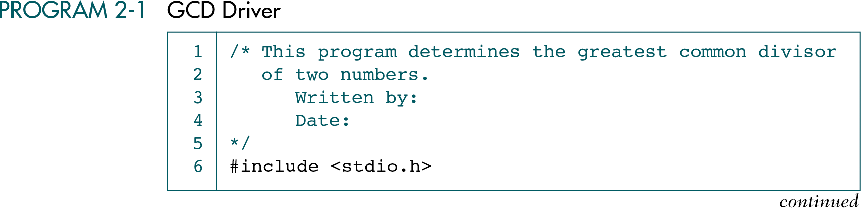 PROGRAM 2-1 GCD Driver
1 /* This program determines the greatest common divisor
2 of two numbers.
3 Written by:
4 Date:
5 */
6 #include <stdio.h>
continued